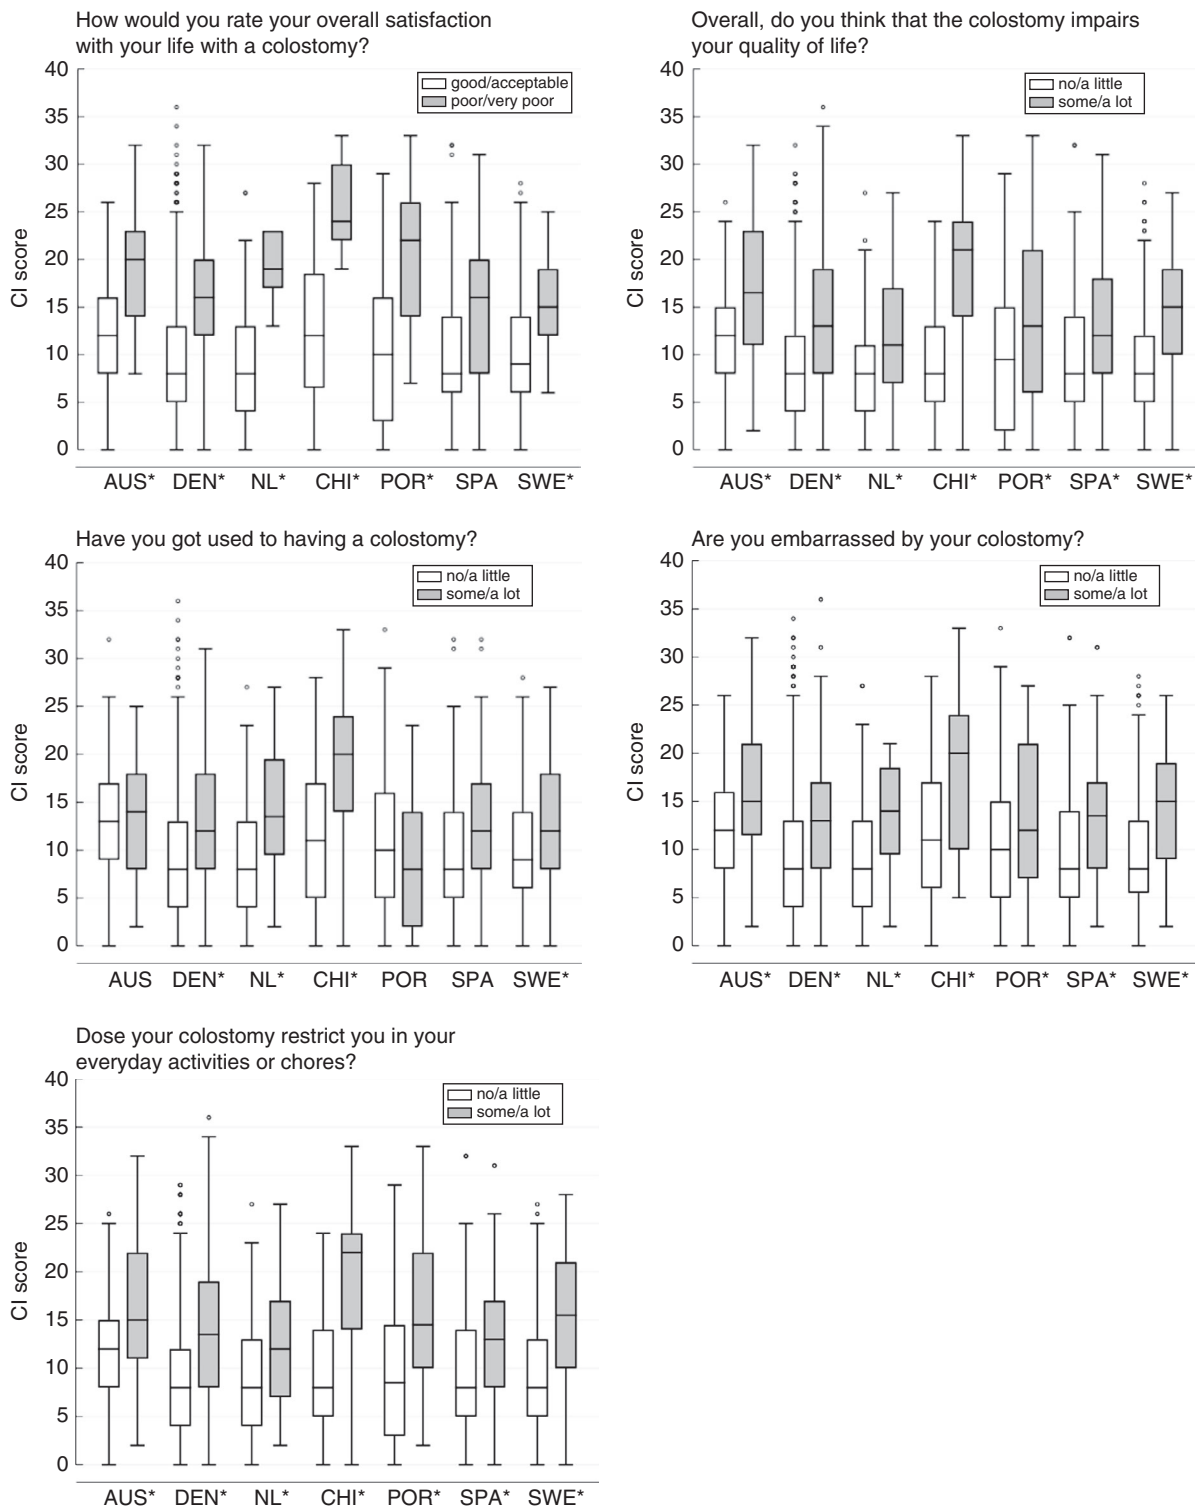 How would you rate your overall satisfaction
with your life with a colostomy?
40
35
30
25
20
15
10
5
0
CI score
good/acceptable
poor/very poor
AUS* DEN* NL* CHI* POR* SPA SWE*
Overall, do you think that the colostomy impairs
your quality of life?
40
35
30
25
20
15
10
5
0
CI score
no/a little
some/a lot
AUS* DEN* NL* CHI* POR* SPA* SWE*
Have you got used to having a colostomy?
40
35
30
25
20
15
10
5
0
CI score
no/a little
some/a lot
AUS DEN* NL* CHI* POR SPA SWE*
Are you embarrassed by your colostomy?
40
35
30
25
20
15
10
5
0
CI score
no/a little
some/a lot
AUS* DEN* NL* CHI* POR* SPA* SWE*
Dose your colostomy restrict you in your
everyday activities or chores?
40
35
30
25
20
15
10
5
0
CI score
no/a little
some/a lot
AUS* DEN* NL* CHI* POR* SPA* SWE*